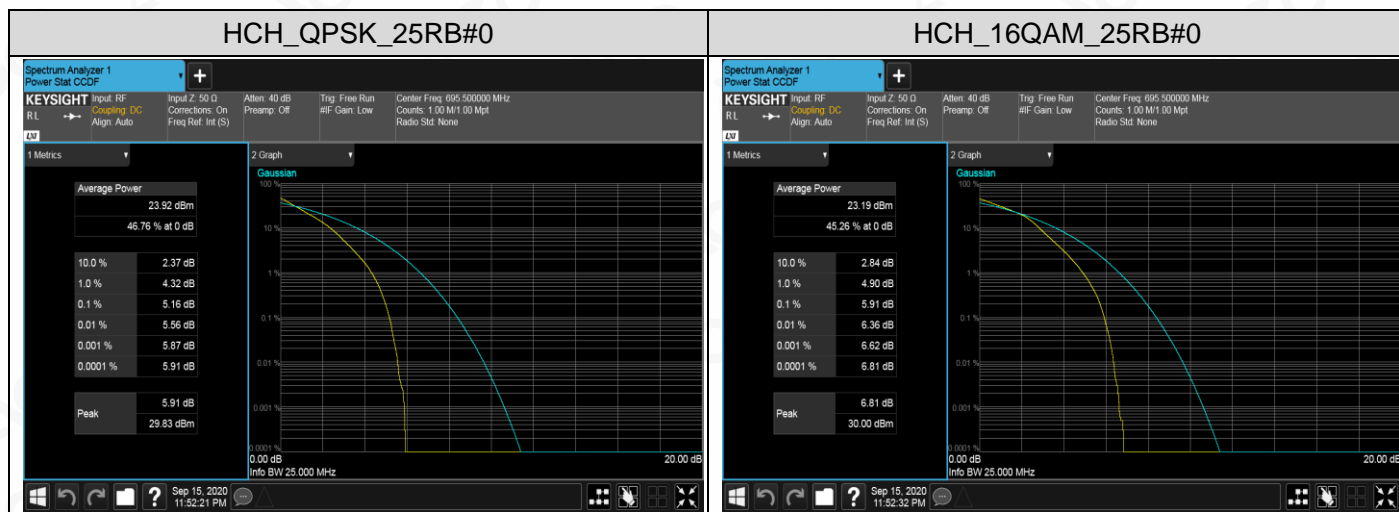 HCH_QPSK_25RB#0
Spectrum Analyzer 1
Power Stat CCDF
+
KEYSIGHT Input: RF Input Z: 50 Ω Atten: 40 dB Trig: Free Run Center Freq: 695.500000 MHz
R L Coupling: DC Corrections: On Preamp: Off #IF Gain: Low Counts: 1.00 M/1.00 Mpt
Align: Auto Freq Ref: Int (S) Radio Std: None
LXI
1 Metrics
Average Power
23.92 dBm
46.76 % at 0 dB
10.0 % 2.37 dB
1.0 % 4.32 dB
0.1 % 5.16 dB
0.01 % 5.56 dB
0.001 % 5.87 dB
0.0001 % 5.91 dB
Peak 5.91 dB
29.83 dBm
2 Graph
Gaussian
100 %
10 %
1 %
0.1 %
0.01 %
0.001 %
0.0001 %
0.00 dB 20.00 dB
Info BW 25.000 MHz
? Sep 15, 2020
11:52:21 PM
HCH_16QAM_25RB#0
Spectrum Analyzer 1
Power Stat CCDF
+
KEYSIGHT Input: RF Input Z: 50 Ω Atten: 40 dB Trig: Free Run Center Freq: 695.500000 MHz
R L Coupling: DC Corrections: On Preamp: Off #IF Gain: Low Counts: 1.00 M/1.00 Mpt
Align: Auto Freq Ref: Int (S) Radio Std: None
LXI
1 Metrics
Average Power
23.19 dBm
45.26 % at 0 dB
10.0 % 2.84 dB
1.0 % 4.90 dB
0.1 % 5.91 dB
0.01 % 6.36 dB
0.001 % 6.62 dB
0.0001 % 6.81 dB
Peak 6.81 dB
30.00 dBm
2 Graph
Gaussian
100 %
10 %
1 %
0.1 %
0.01 %
0.001 %
0.0001 %
0.00 dB 20.00 dB
Info BW 25.000 MHz
? Sep 15, 2020
11:52:32 PM